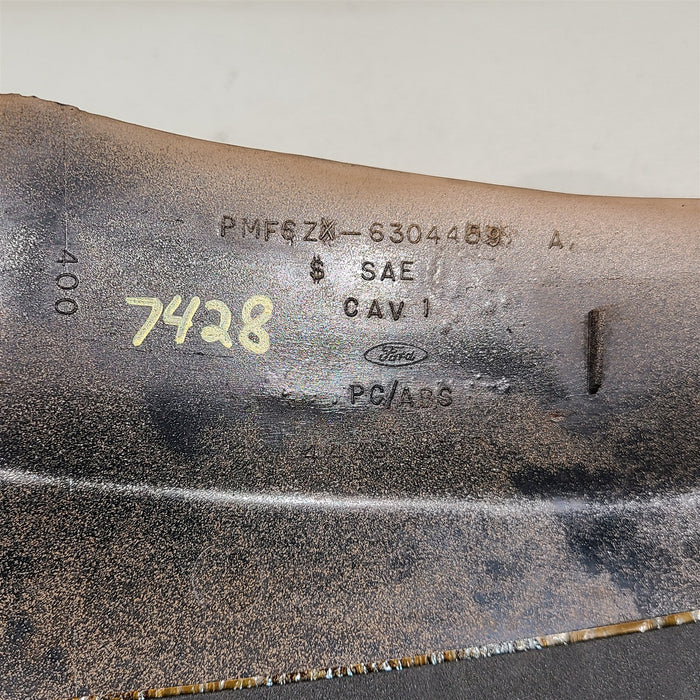 PMF6ZX-6304459 A.
$ SAE
CAV 1
400
7428
Ford
PC/ABS